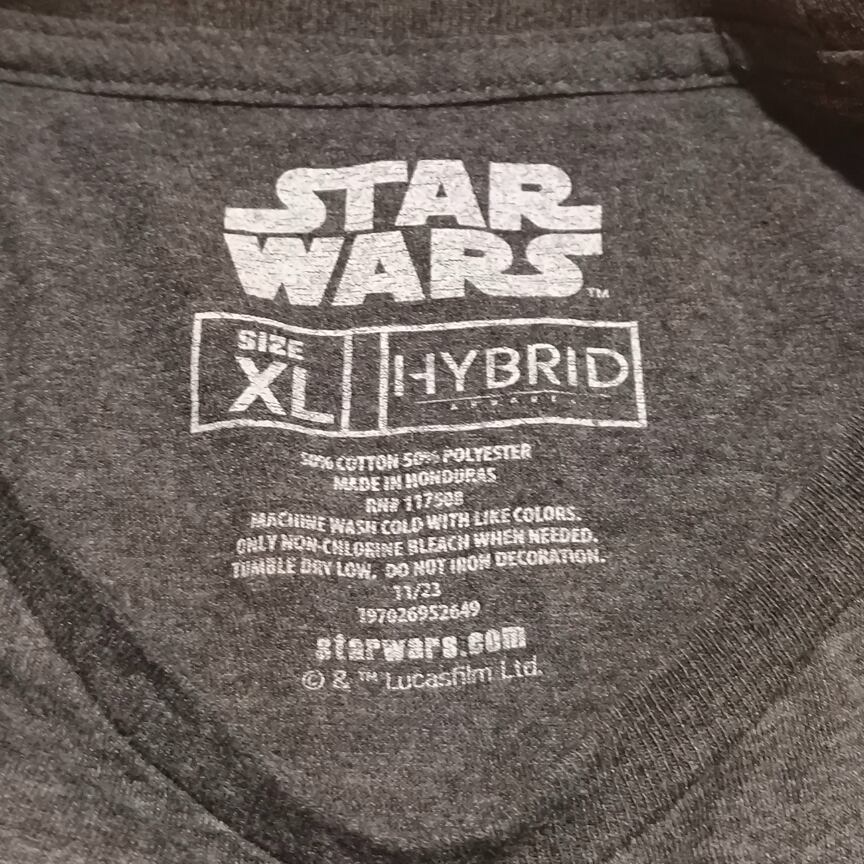 STAR
WARS™
SIZE
XL
HYBRID
APPAREL
50% COTTON 50% POLYESTER
MADE IN HONDURAS
RN# 117508
MACHINE WASH COLD WITH LIKE COLORS.
ONLY NON-CHLORINE BLEACH WHEN NEEDED.
TUMBLE DRY LOW. DO NOT IRON DECORATION.
11/23
197026952649
starwars.com
© & ™ Lucasfilm Ltd.